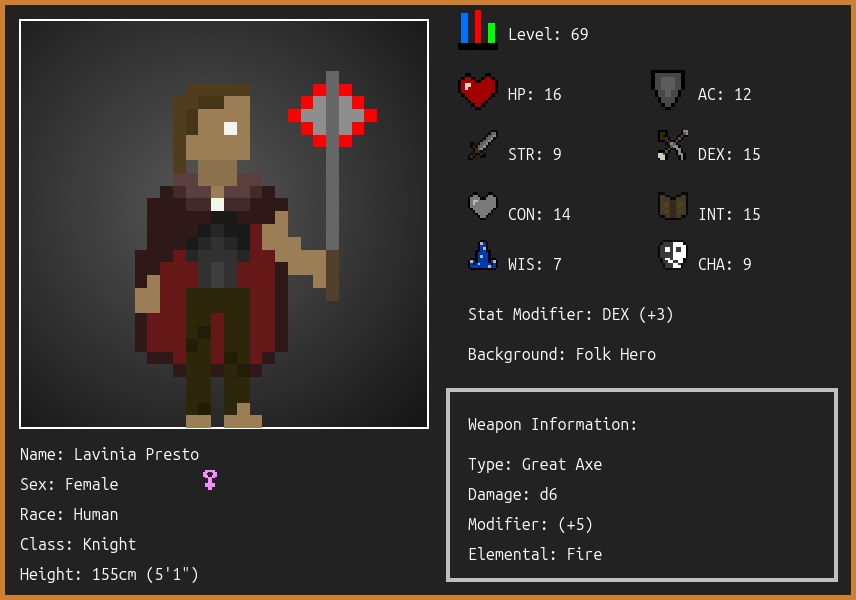 Level: 69
HP: 16
AC: 12
STR: 9
DEX: 15
CON: 14
INT: 15
WIS: 7
CHA: 9
Stat Modifier: DEX (+3)
Background: Folk Hero
Weapon Information:
Type: Great Axe
Damage: d6
Modifier: (+5)
Elemental: Fire
Name: Lavinia Presto
Sex: Female
Race: Human
Class: Knight
Height: 155cm (5'1")